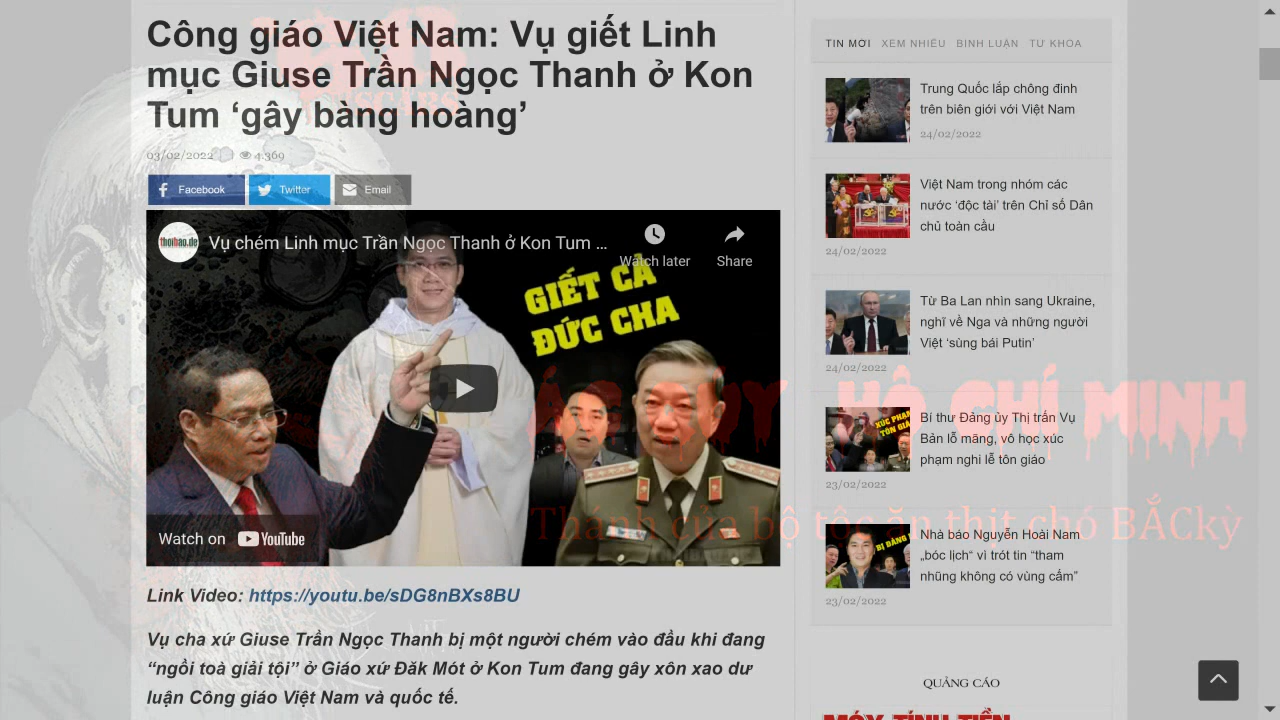 Công giáo Việt Nam: Vụ giết Linh
mục Giuse Trần Ngọc Thanh ở Kon
Tum ‘gây bàng hoàng’
03/02/2022
4.369
Facebook
Twitter
Email
thoibao.de
Vụ chém Linh mục Trần Ngọc Thanh ở Kon Tum ...
Watch later
Share
GIẾT CẢ
ĐỨC CHA
Watch on YouTube
Link Video: https://youtu.be/sDG8nBXs8BU
Vụ cha xứ Giuse Trần Ngọc Thanh bị một người chém vào đầu khi đang
“ngồi toà giải tội” ở Giáo xứ Đăk Mót ở Kon Tum đang gây xôn xao dư
luận Công giáo Việt Nam và quốc tế.
TIN MỚI XEM NHIỀU BÌNH LUẬN TỪ KHOA
Trung Quốc lắp chông đinh
trên biên giới với Việt Nam
24/02/2022
Việt Nam trong nhóm các
nước ‘độc tài’ trên Chỉ số Dân
chủ toàn cầu
24/02/2022
Từ Ba Lan nhìn sang Ukraine,
nghĩ về Nga và những người
Việt ‘sùng bái Putin’
24/02/2022
XÚC PHẠM
TÔN GIÁO
Bí thư Đảng ủy Thị trấn Vụ
Bản lỗ mãng, vô học xúc
phạm nghi lễ tôn giáo
23/02/2022
Nhà báo Nguyễn Hoài Nam
„bóc lịch“ vì trót tin “tham
nhũng không có vùng cấm”
23/02/2022
HỒ CHÍ MINH
Thánh của bộ tộc ăn thịt chó BẮCkỳ
QUẢNG CÁO
MÁY TÍNH TIỀN